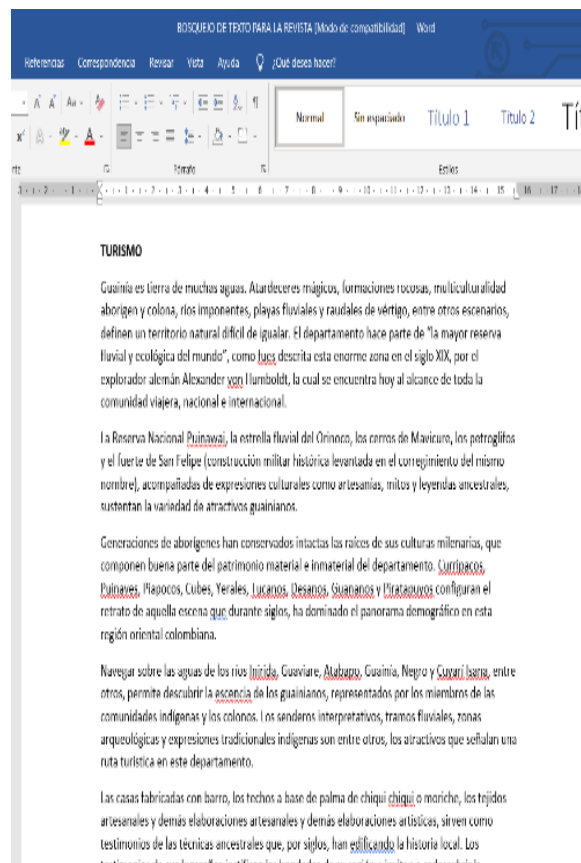 BOSQUEJO DE TEXTO PARA LA REVISTA [Modo de compatibilidad] Word
Referencias Correspondencia Revisar Vista Ayuda ¿Qué desea hacer?
Normal Sin espaciado Título 1 Título 2
Párrafo Estilos
TURISMO
Guainía es tierra de muchas aguas. Atardeceres mágicos, formaciones rocosas, multiculturalidad
aborigen y colona, ríos imponentes, playas fluviales y raudales de vértigo, entre otros escenarios,
definen un territorio natural difícil de igualar. El departamento hace parte de "la mayor reserva
fluvial y ecológica del mundo", como fues descrita esta enorme zona en el siglo XIX, por el
explorador alemán Alexander von Humboldt, la cual se encuentra hoy al alcance de toda la
comunidad viajera, nacional e internacional.
La Reserva Nacional Puinawai, la estrella fluvial del Orinoco, los cerros de Mavicure, los petroglifos
y el fuerte de San Felipe (construcción militar histórica levantada en el corregimiento del mismo
nombre), acompañadas de expresiones culturales como artesanías, mitos y leyendas ancestrales,
sustentan la variedad de atractivos guainianos.
Generaciones de aborígenes han conservados intactas las raíces de sus culturas milenarias, que
componen buena parte del patrimonio material e inmaterial del departamento. Curripacos,
Puinaves, Piapocos, Cubes, Yerales, Tucanos, Desanos, Guananos y Piratapuyos configuran el
retrato de aquella escena que durante siglos, ha dominado el panorama demográfico en esta
región oriental colombiana.
Navegar sobre las aguas de los ríos Inírida, Guaviare, Atabapo, Guainía, Negro y Cuyarí Isana, entre
otros, permite descubrir la escencia de los guainianos, representados por los miembros de las
comunidades indígenas y los colonos. Los senderos interpretativos, tramos fluviales, zonas
arqueológicas y expresiones tradicionales indígenas son entre otros, los atractivos que señalan una
ruta turística en este departamento.
Las casas fabricadas con barro, los techos a base de palma de chiqui chiqui o moriche, los tejidos
artesanales y demás elaboraciones artesanales y demás elaboraciones artísticas, sirven como
testimonios de las técnicas ancestrales que, por siglos, han edificando la historia local. Los